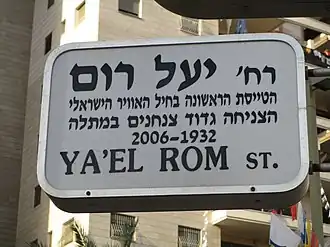 רח' יעל רום
הטייסת הראשונה בחיל האוויר הישראלי
הצניחה גדוד צנחנים במתלה
2006-1932
YA'EL ROM ST.